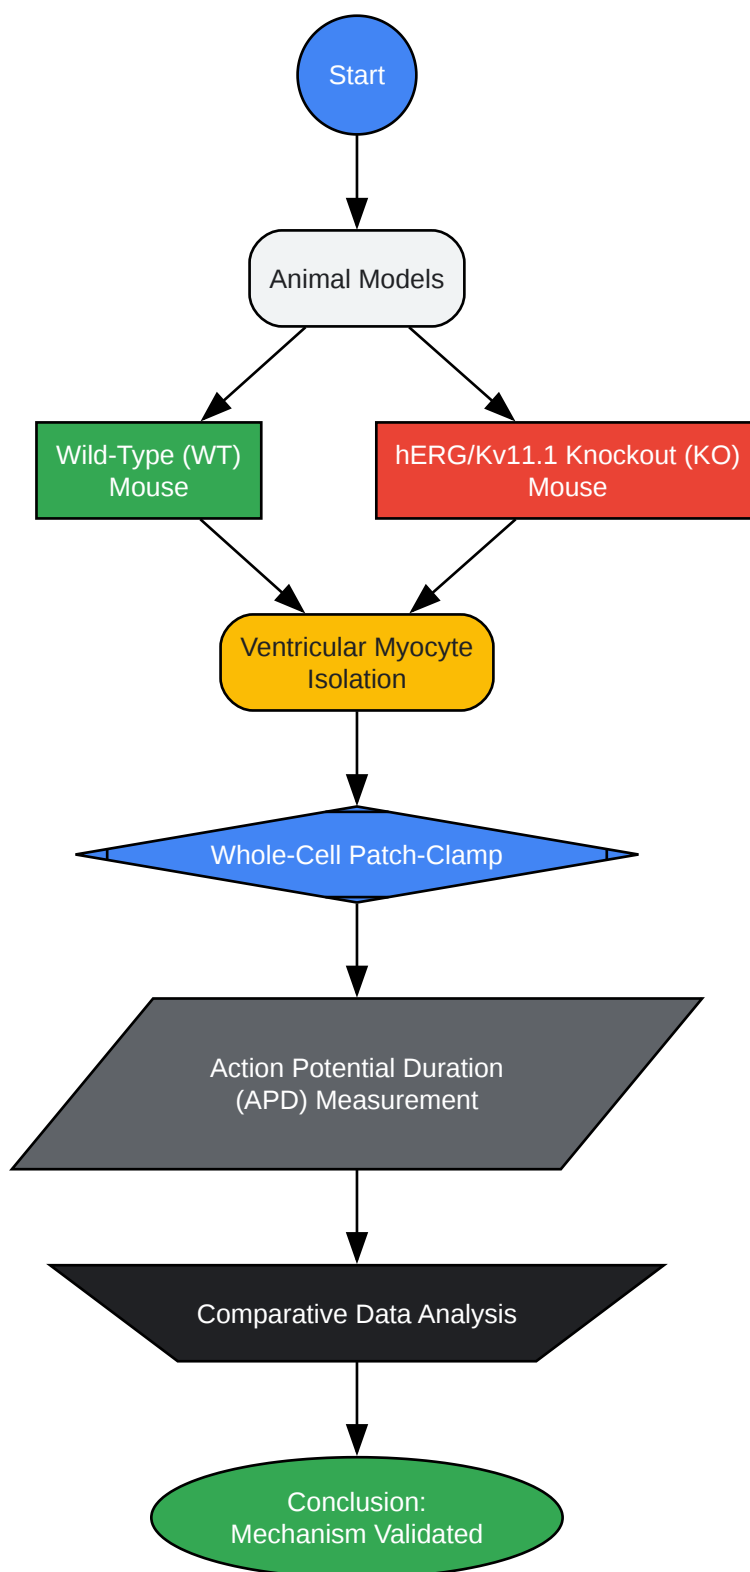 Start
Animal Models
Wild-Type (WT)
Mouse
hERG/Kv11.1 Knockout (KO)
Mouse
Ventricular Myocyte
Isolation
Whole-Cell Patch-Clamp
Action Potential Duration
(APD) Measurement
Comparative Data Analysis
Conclusion:
Mechanism Validated